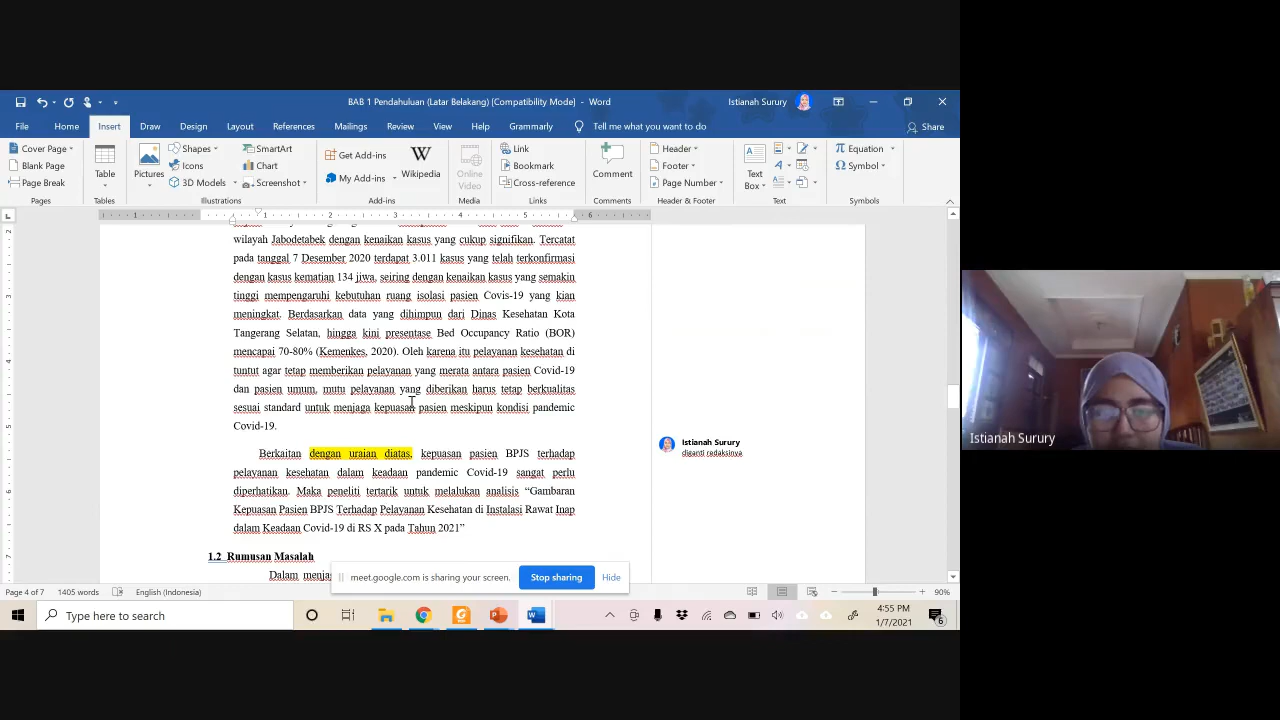 BAB 1 Pendahuluan (Latar Belakang) [Compatibility Mode] - Word
Istianah Surury
File Home Insert Draw Design Layout References Mailings Review View Help Grammarly Tell me what you want to do Share
Cover Page
Blank Page
Page Break
Pages
Table
Tables
Pictures
Shapes
Icons
3D Models
SmartArt
Chart
Screenshot
Illustrations
Get Add-ins
My Add-ins
Wikipedia
Add-ins
Online
Video
Media
Link
Bookmark
Cross-reference
Links
Comment
Comments
Header
Footer
Page Number
Header & Footer
Text
Box
Text
Equation
Symbol
Symbols
wilayah Jabodetabek dengan kenaikan kasus yang cukup signifikan. Tercatat
pada tanggal 7 Desember 2020 terdapat 3.011 kasus yang telah terkonfirmasi
dengan kasus kematian 134 jjwa, seiring dengan kenaikan kasus yang semakin
tinggi mempengaruhi kebutuhan ruang isolasi pasien Covis-19 yang kian
meningkat. Berdasarkan data yang dihimpun dari Dinas Kesehatan Kota
Tangerang Selatan, hingga kini presentase Bed Occupancy Ratio (BOR)
mencapai 70-80% (Kemenkes, 2020). Oleh karena itu pelayanan kesehatan di
tuntut agar tetap memberikan pelayanan yang merata antara pasien Covid-19
dan pasien umum, mutu pelayanan yang diberikan harus tetap berkualitas
sesuai standard untuk menjaga kepuasan pasien meskipun kondisi pandemic
Covid-19.
Berkaitan dengan uraian diatas, kepuasan pasien BPJS terhadap
pelayanan kesehatan dalam keadaan pandemic Covid-19 sangat perlu
diperhatikan. Maka peneliti tertarik untuk melalukan analisis “Gambaran
Kepuasan Pasien BPJS Terhadap Pelayanan Kesehatan di Instalasi Rawat Inap
dalam Keadaan Covid-19 di RS X pada Tahun 2021”
1.2 Rumusan Masalah
Dalam menjag
Istianah Surury
diganti redaksinya
meet.google.com is sharing your screen. Stop sharing Hide
Page 4 of 7 1405 words English (Indonesia) 90%
Type here to search
4:55 PM
1/7/2021
6
Istianah Surury